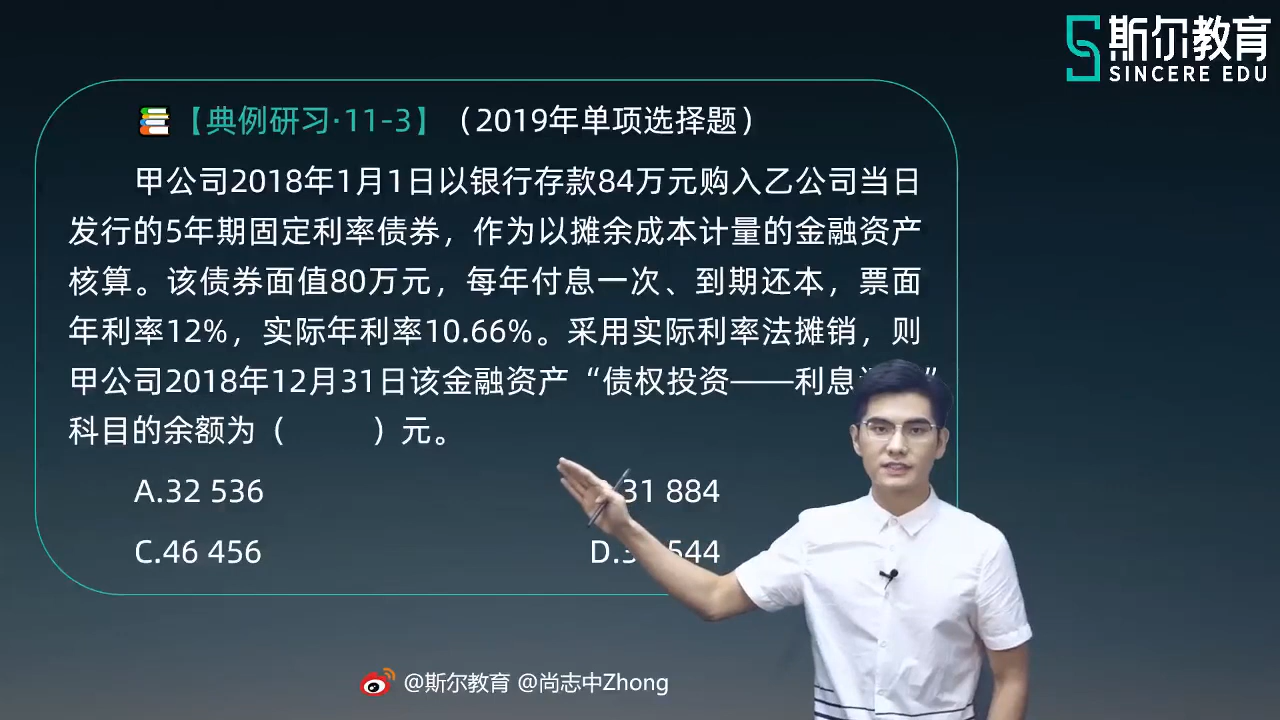 斯尔教育
SINCERE EDU
【典例研习·11-3】（2019年单项选择题）
甲公司2018年1月1日以银行存款84万元购入乙公司当日
发行的5年期固定利率债券，作为以摊余成本计量的金融资产
核算。该债券面值80万元，每年付息一次、到期还本，票面
年利率12%，实际年利率10.66%。采用实际利率法摊销，则
甲公司2018年12月31日该金融资产“债权投资——利息”
科目的余额为（ ）元。
A.32 536
31 884
C.46 456
D.3 544
@斯尔教育 @尚志中Zhong